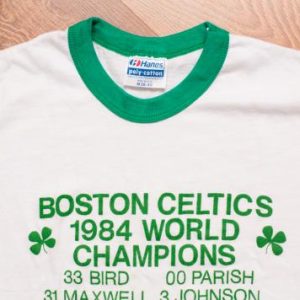 Hanes
poly-cotton
BOSTON CELTICS
1984 WORLD
CHAMPIONS
33 BIRD 00 PARISH
31 MAXWELL 3 JOHNSON